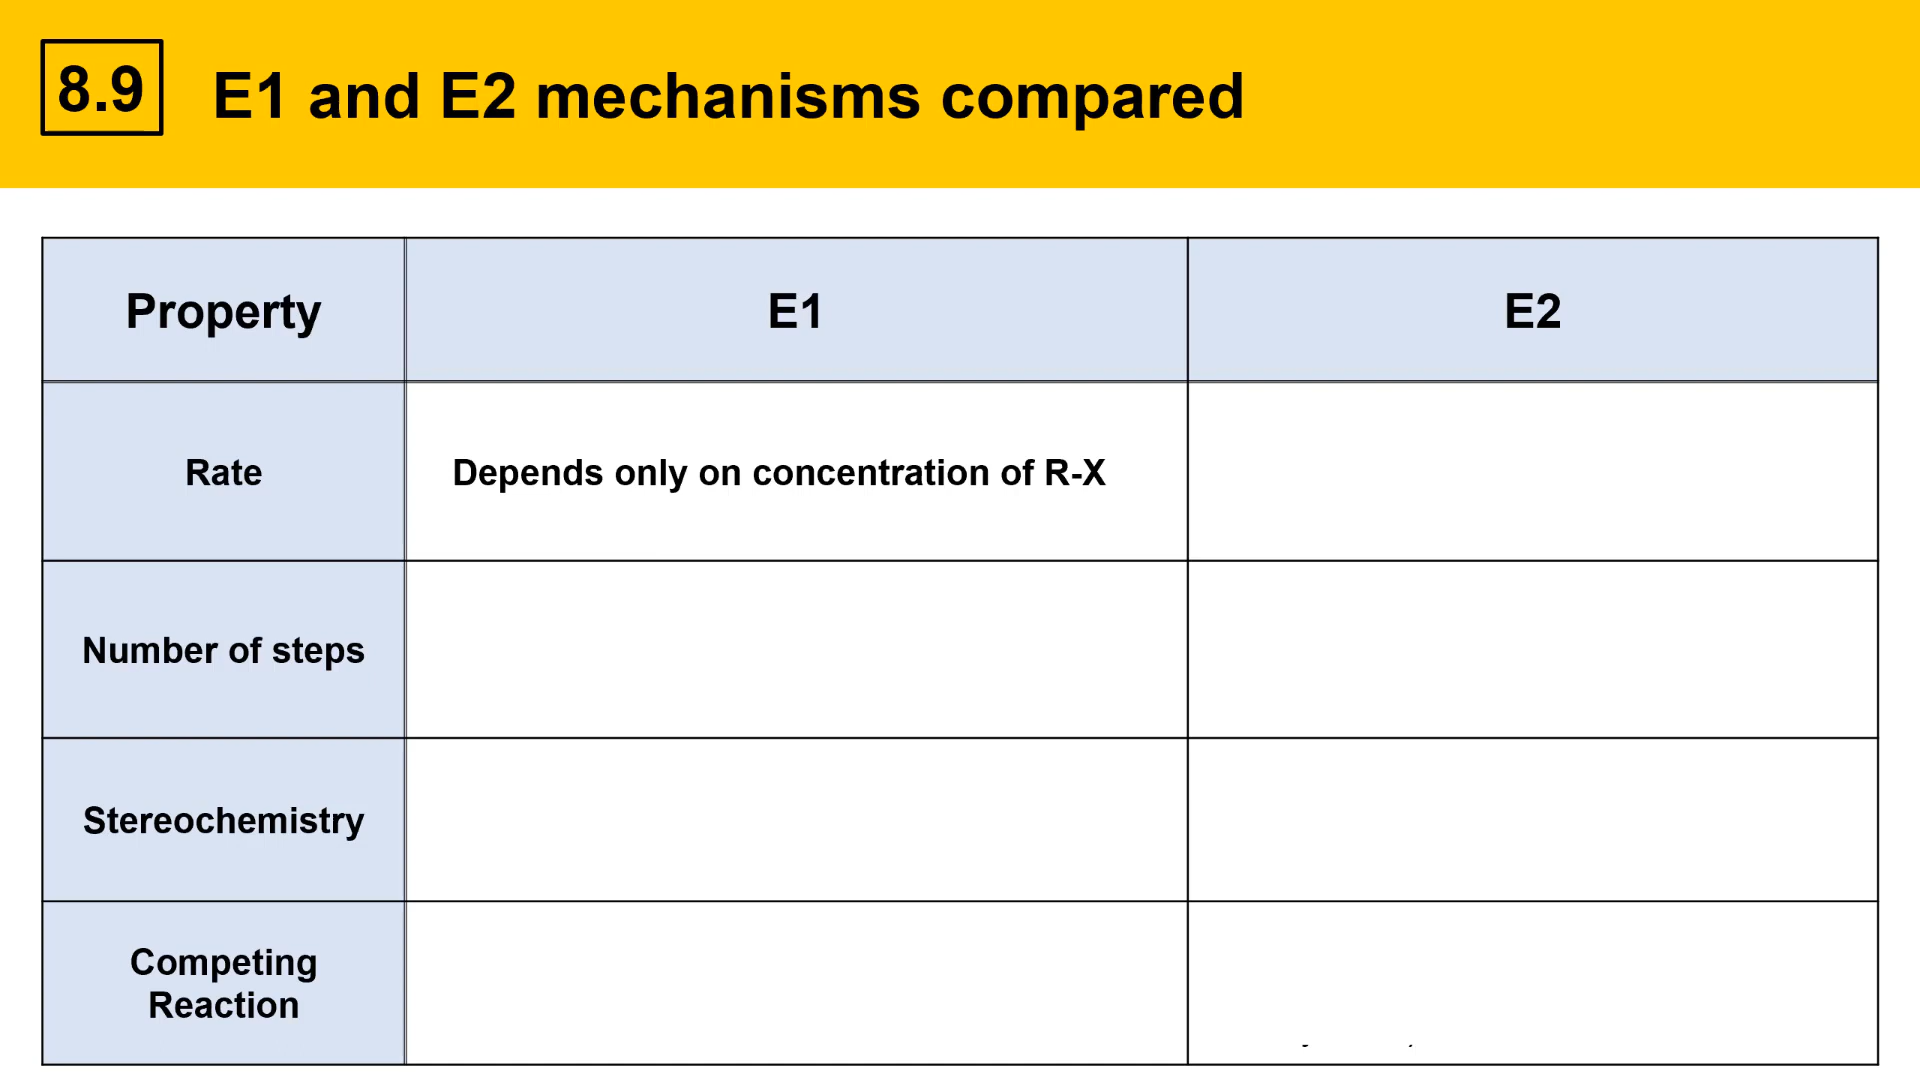 8.9
E1 and E2 mechanisms compared
Property
E1
E2
Rate
Depends only on concentration of R-X
Number of steps
Stereochemistry
Competing
Reaction